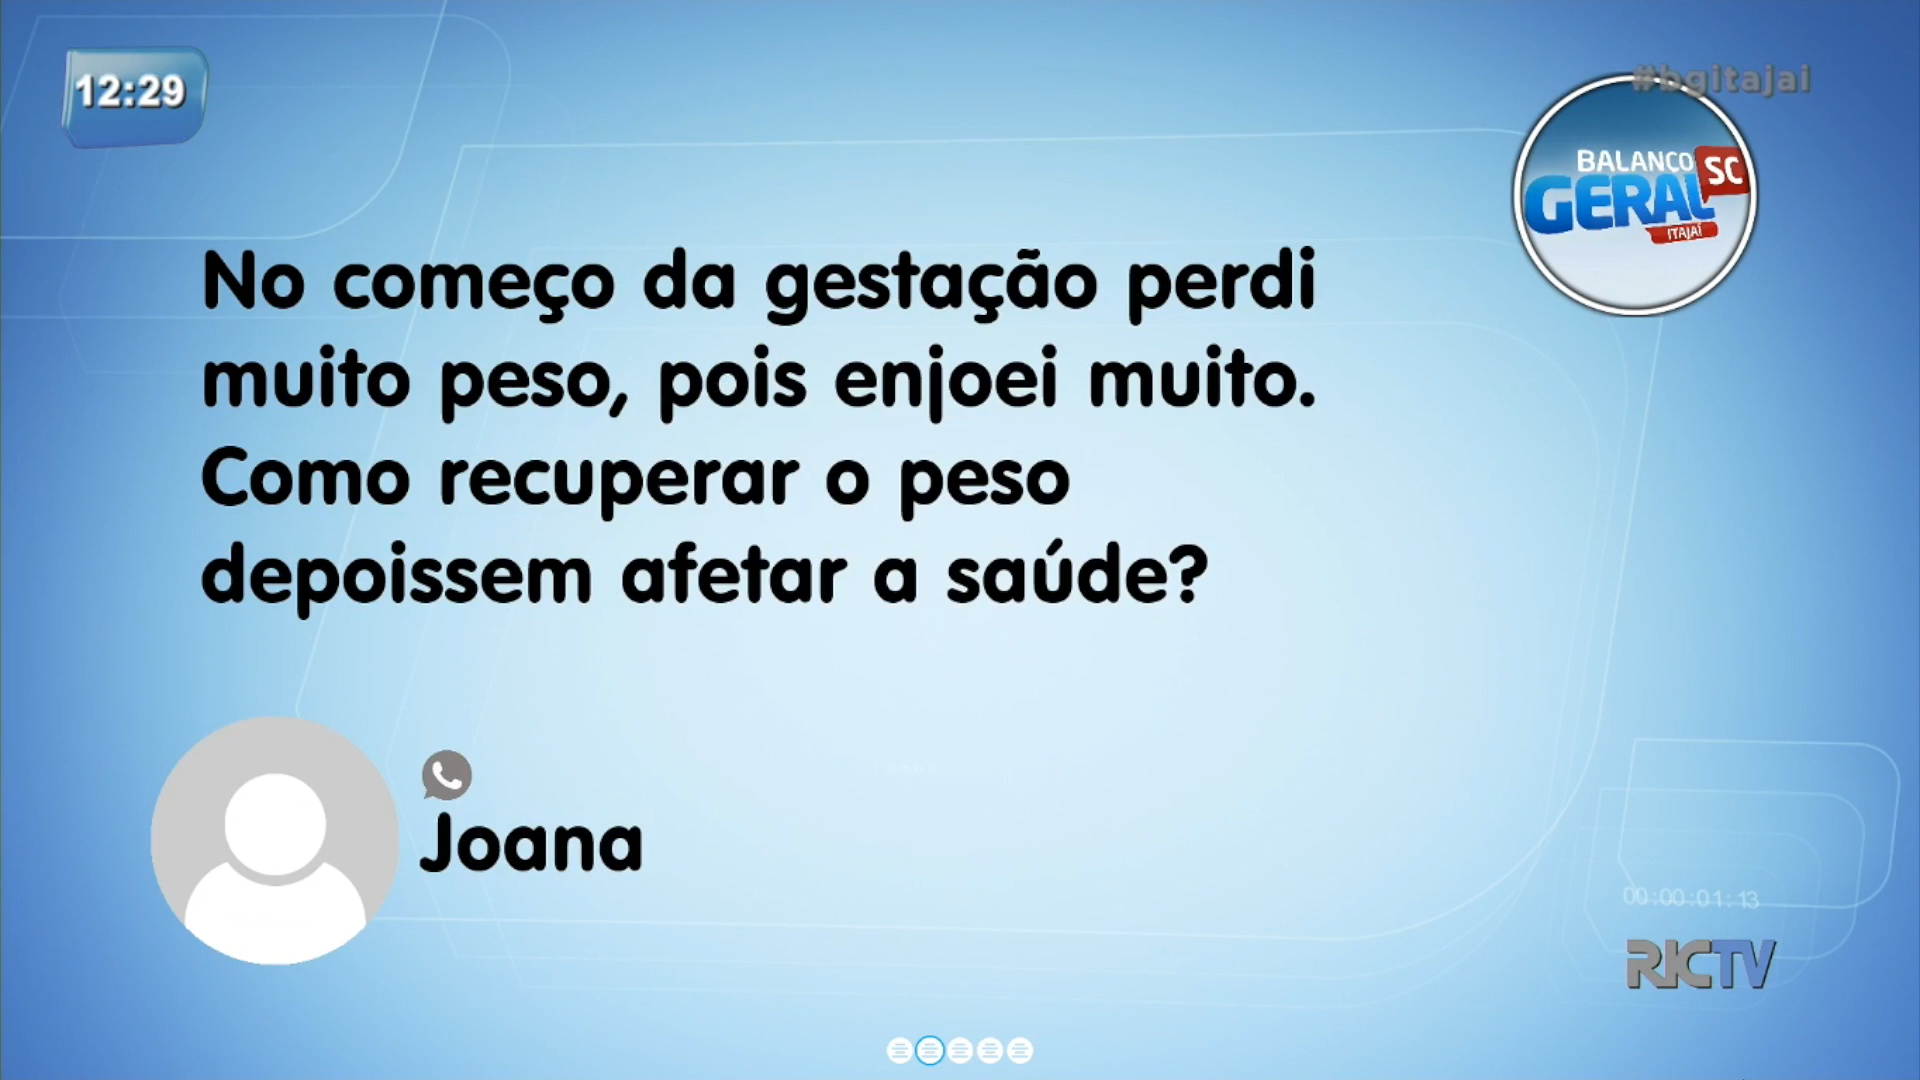 12:29
#bgitajai
BALANÇO
GERAL SC
ITAJAÍ
No começo da gestação perdi
muito peso, pois enjoei muito.
Como recuperar o peso
depoissem afetar a saúde?
Joana
00:00:01:13
RICTV